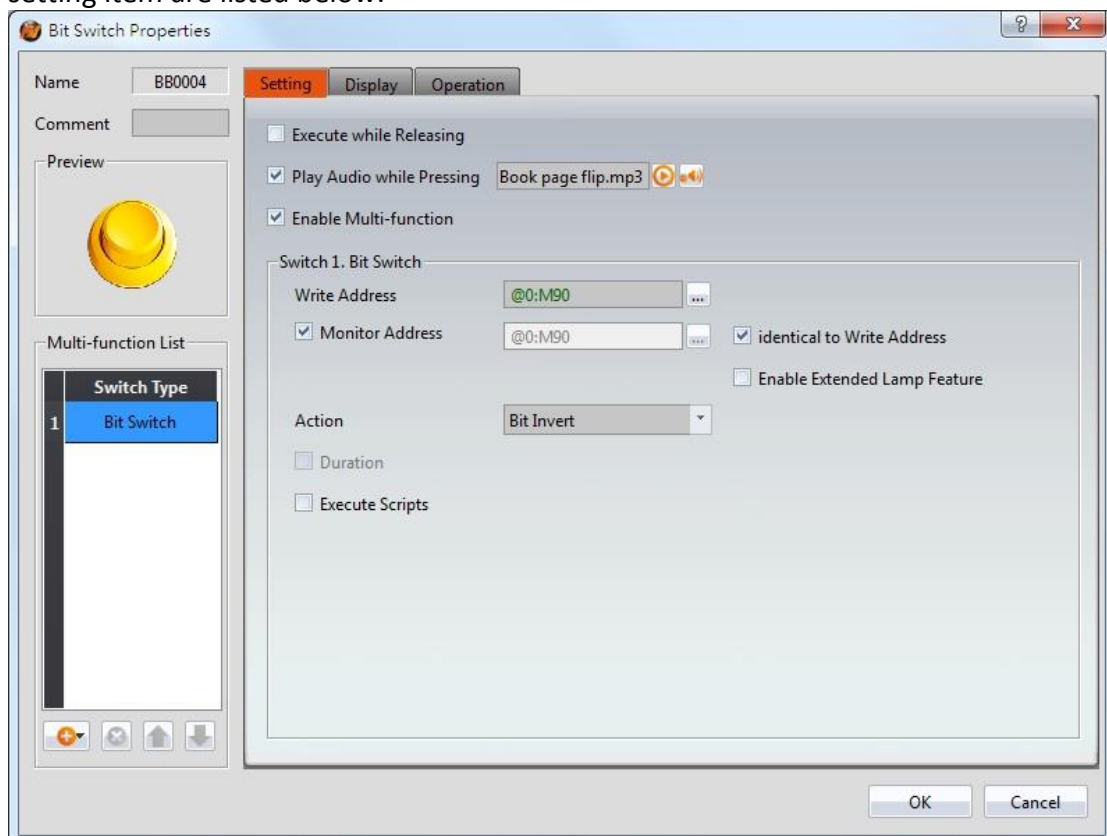 setting item are listed below:
Bit Switch Properties
Name BB0004
Comment
Preview
Multi-function List
Switch Type
1 Bit Switch
Setting Display Operation
Execute while Releasing
Play Audio while Pressing Book page flip.mp3
Enable Multi-function
Switch 1. Bit Switch
Write Address @0:M90 ...
Monitor Address @0:M90 ... identical to Write Address
Enable Extended Lamp Feature
Action Bit Invert
Duration
Execute Scripts
OK Cancel